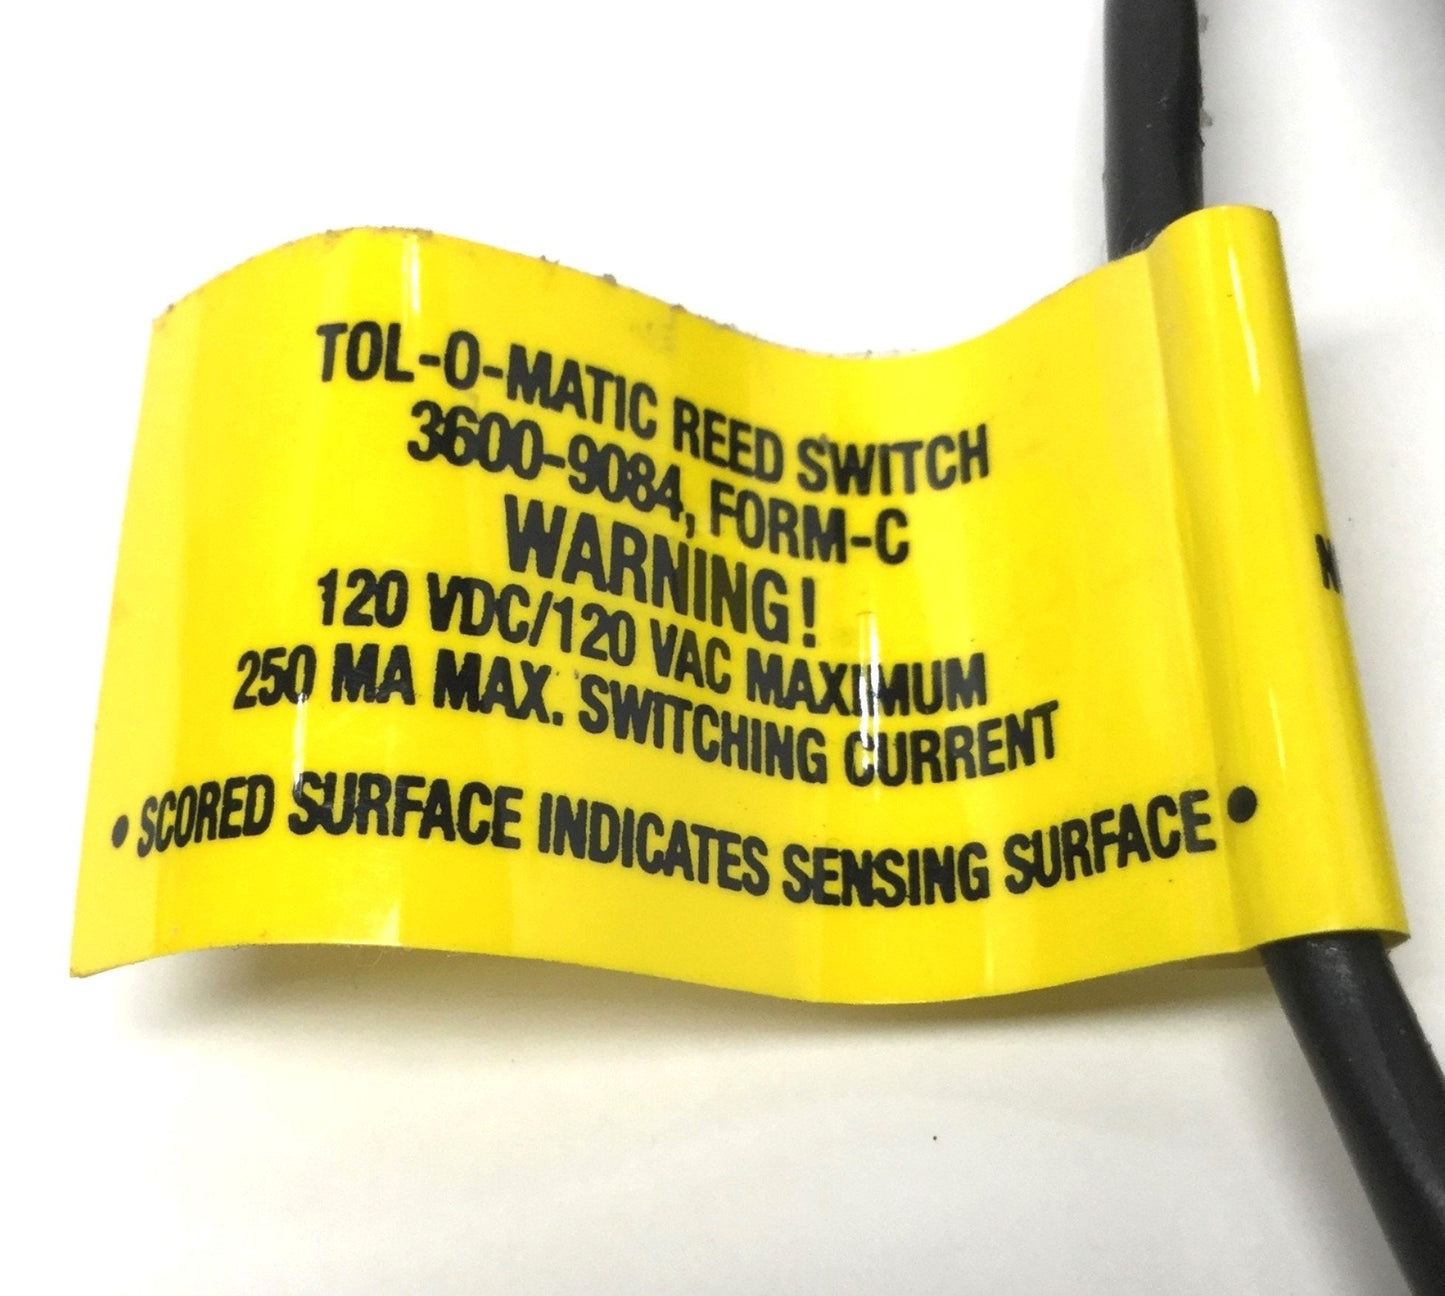 TOL-O-MATIC REED SWITCH
3600-9084, FORM-C
WARNING!
120 VDC/120 VAC MAXIMUM
250 MA MAX. SWITCHING CURRENT
• SCORED SURFACE INDICATES SENSING SURFACE •